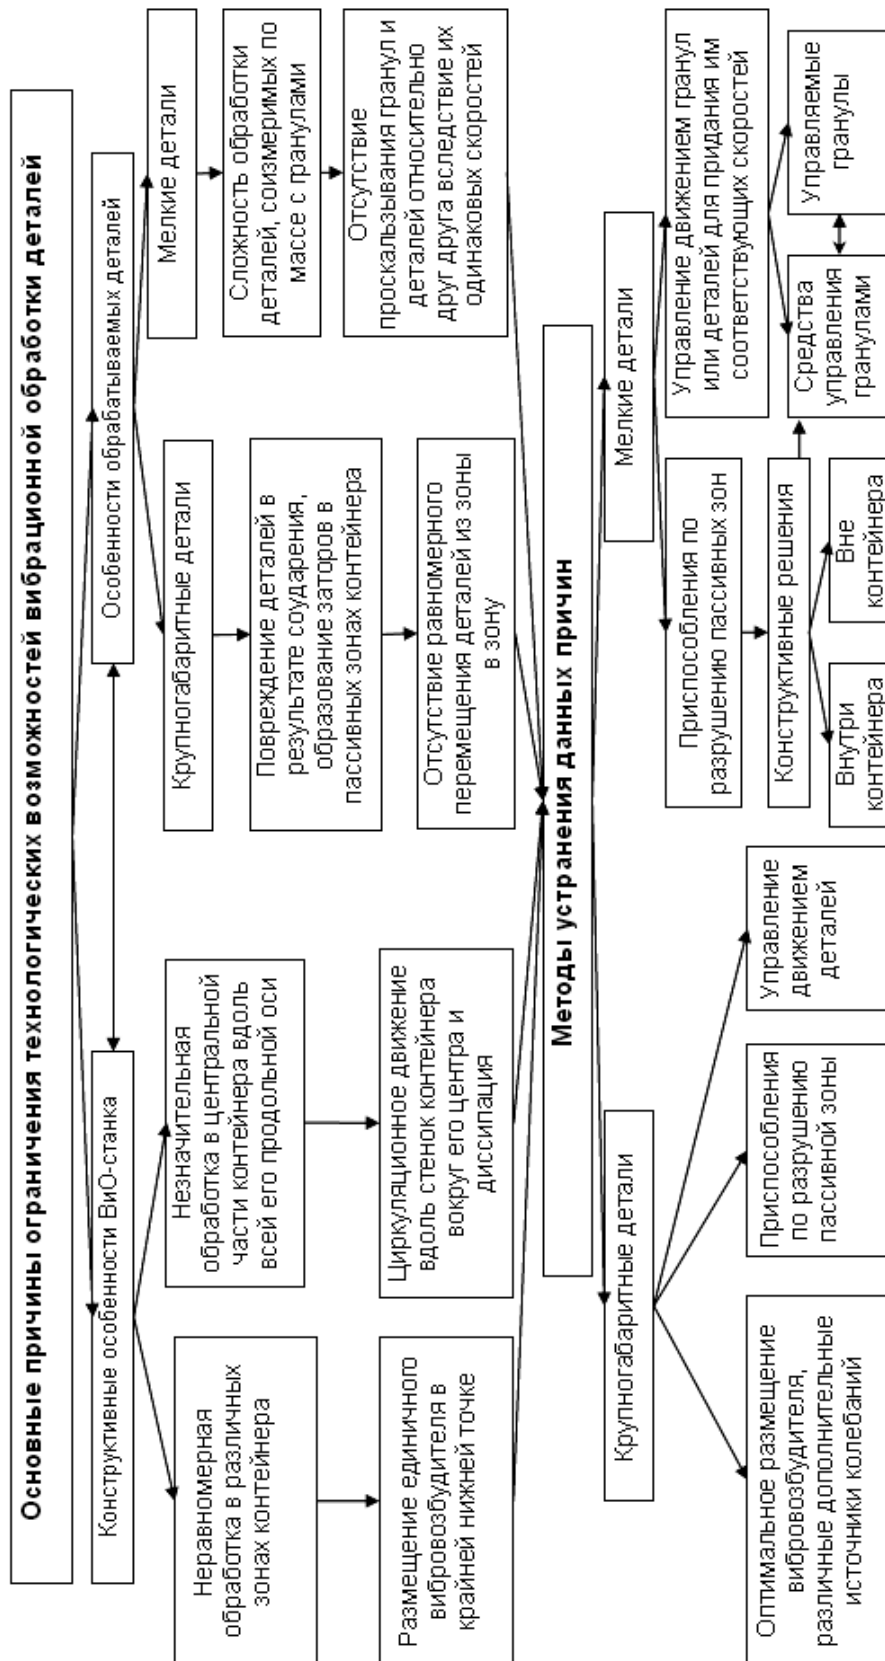 Основные причины ограничения технологических возможностей вибрационной обработки деталей
Конструктивные особенности ВиО-станка
Особенности обрабатываемых деталей
Неравномерная
обработка в различных
зонах контейнера
Незначительная
обработка в центральной
части контейнера вдоль
всей его продольной оси
Крупногабаритные детали
Мелкие детали
Повреждение деталей в
результате соударения,
образование заторов в
пассивных зонах контейнера
Сложность обработки
деталей, соизмеримых по
массе с гранулами
Размещение единичного
вибровозбудителя в
крайней нижней точке
Циркуляционное движение
вдоль стенок контейнера
вокруг его центра и
диссипация
Отсутствие равномерного
перемещения деталей из зоны
в зону
Отсутствие
проскальзывания гранул и
деталей относительно
друг друга вследствие их
одинаковых скоростей
Методы устранения данных причин
Крупногабаритные детали
Мелкие детали
Оптимальное размещение
вибровозбудителя,
различные дополнительные
источники колебаний
Приспособления
по разрушению
пассивной зоны
Управление
движением
деталей
Приспособления по
разрушению пассивных зон
Управление движением гранул
или деталей для придания им
соответствующих скоростей
Конструктивные решения
Средства
управления
гранулами
Управляемые
гранулы
Внутри
контейнера
Вне
контейнера